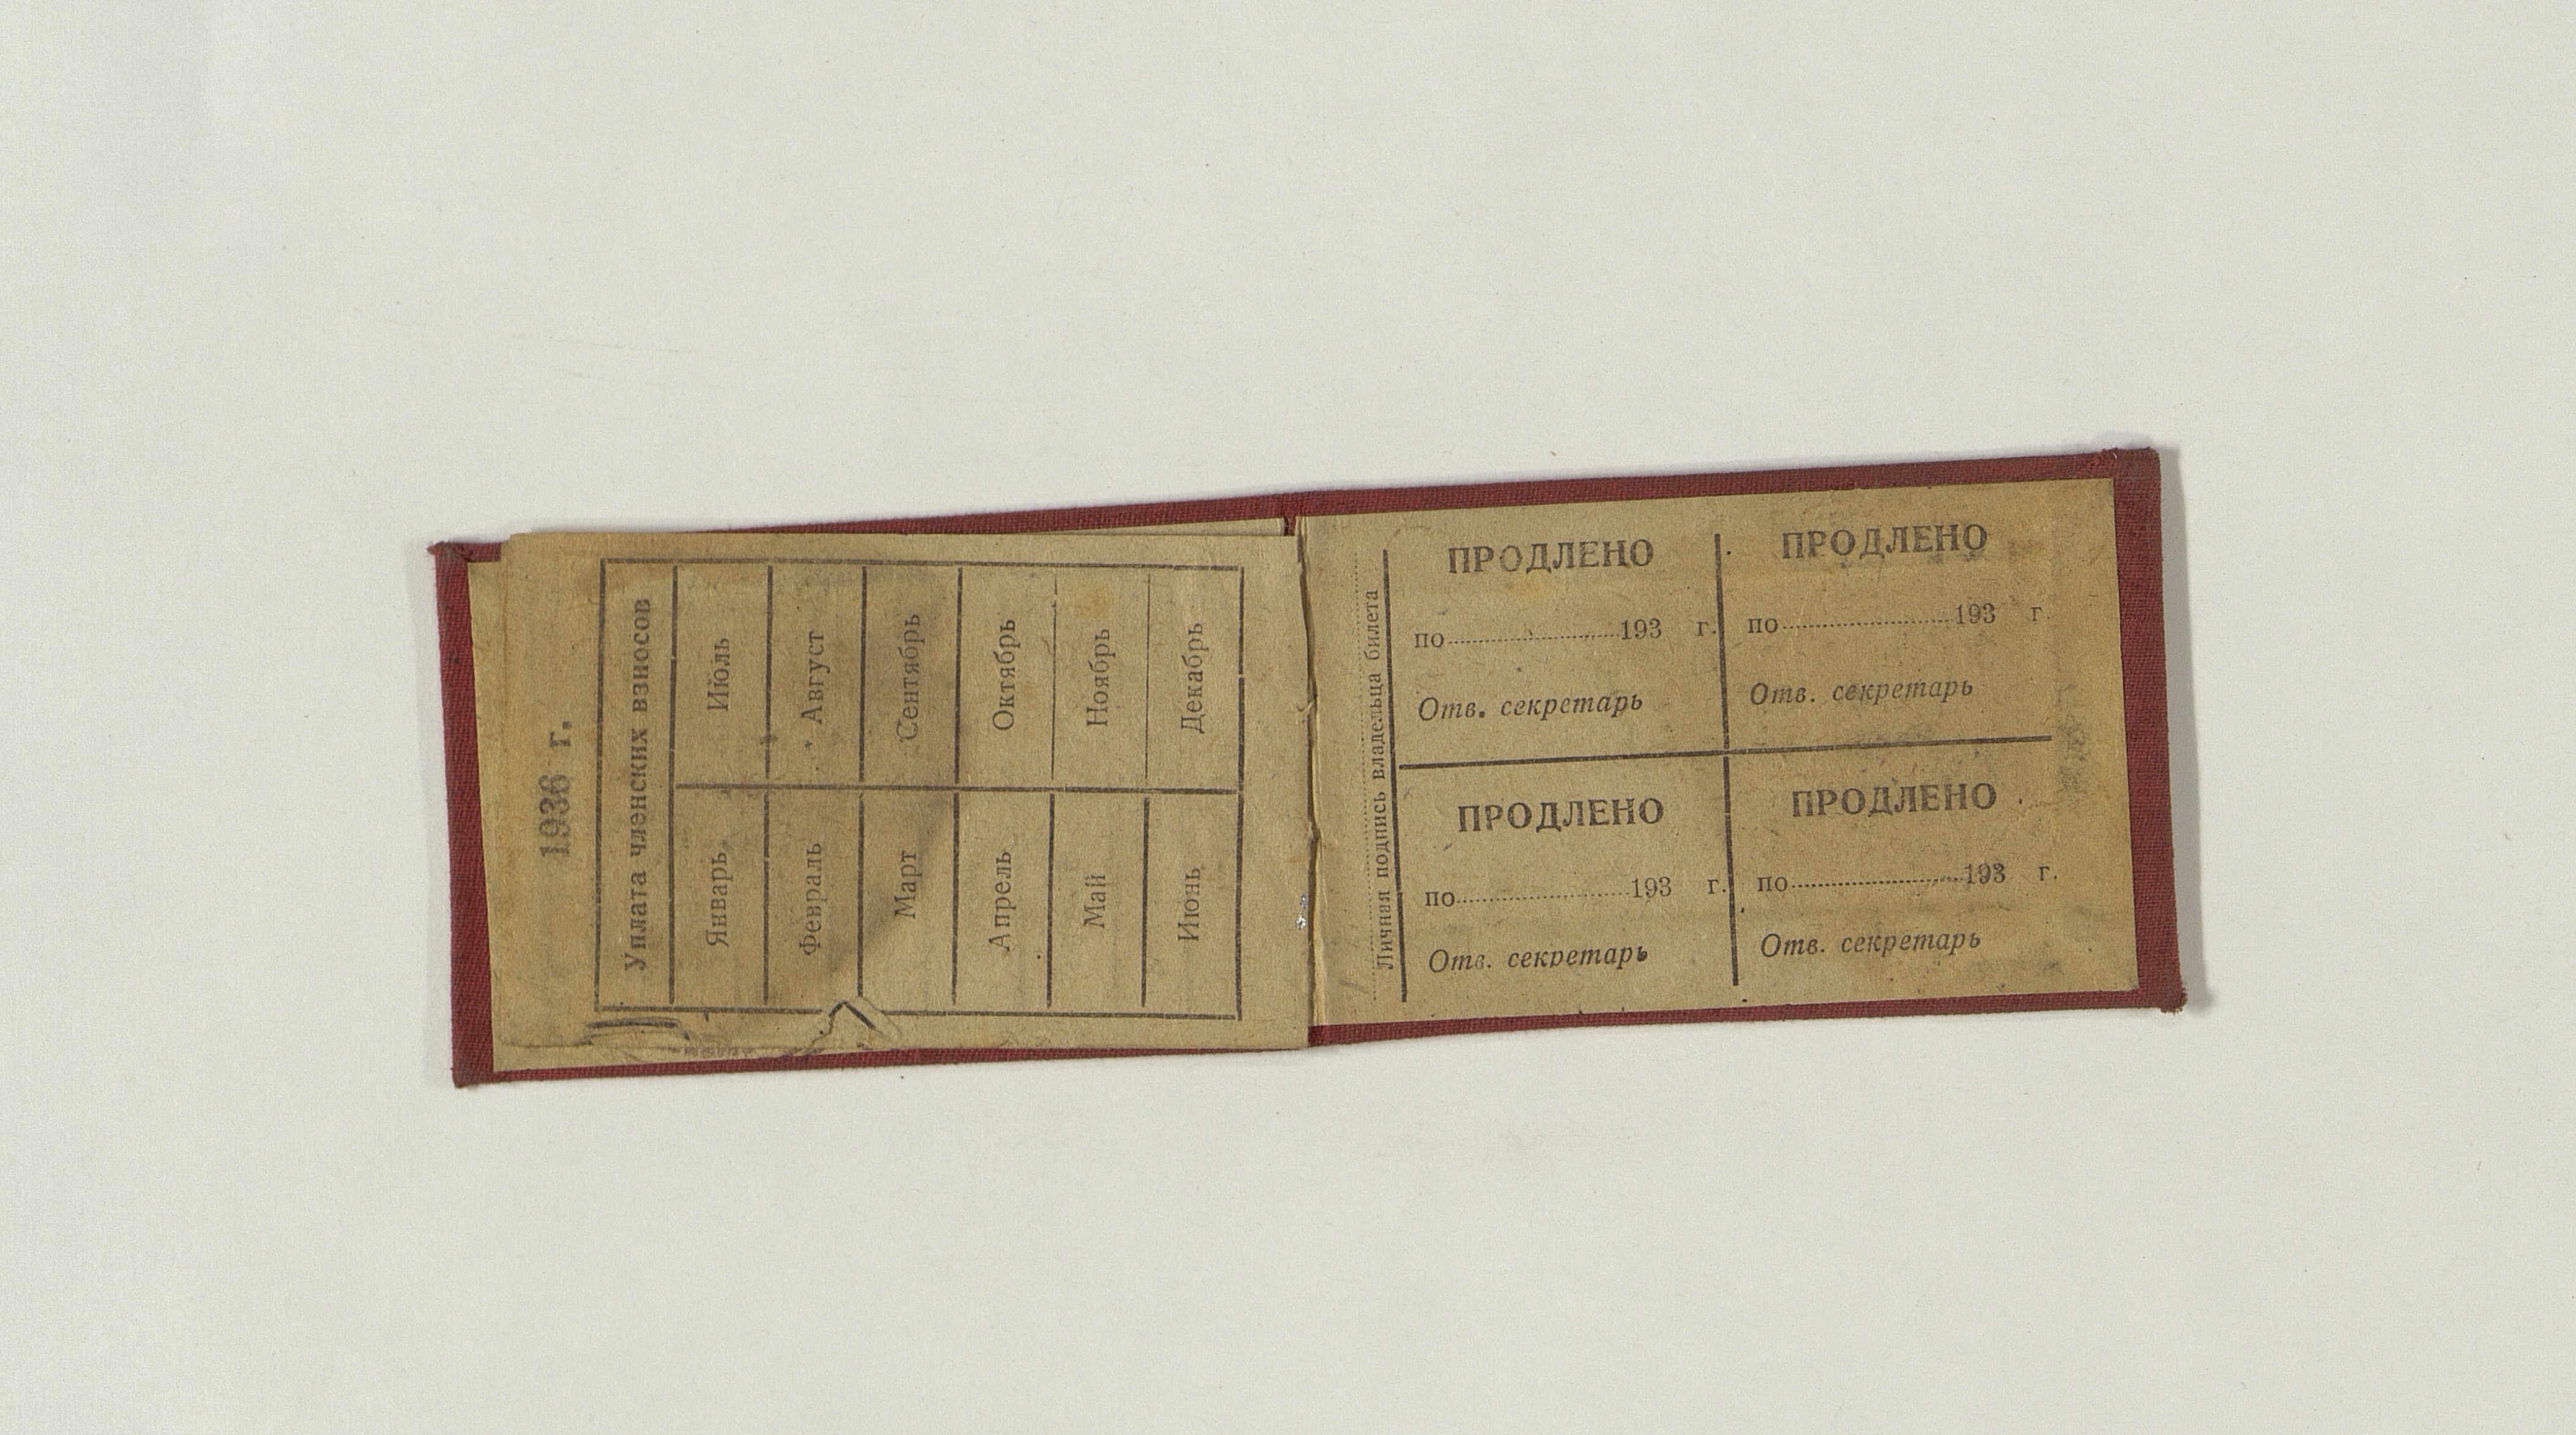 1936 г.
Уплата членских взносов
Январь Июль
Февраль Август
Март Сентябрь
Апрель Октябрь
Май Ноябрь
Июнь Декабрь
Личная подпись владельца билета
ПРОДЛЕНО
по 193 г.
Отв. секретарь
ПРОДЛЕНО
по 193 г.
Отв. секретарь
ПРОДЛЕНО
по 193 г.
Отв. секретарь
ПРОДЛЕНО
по 193 г.
Отв. секретарь